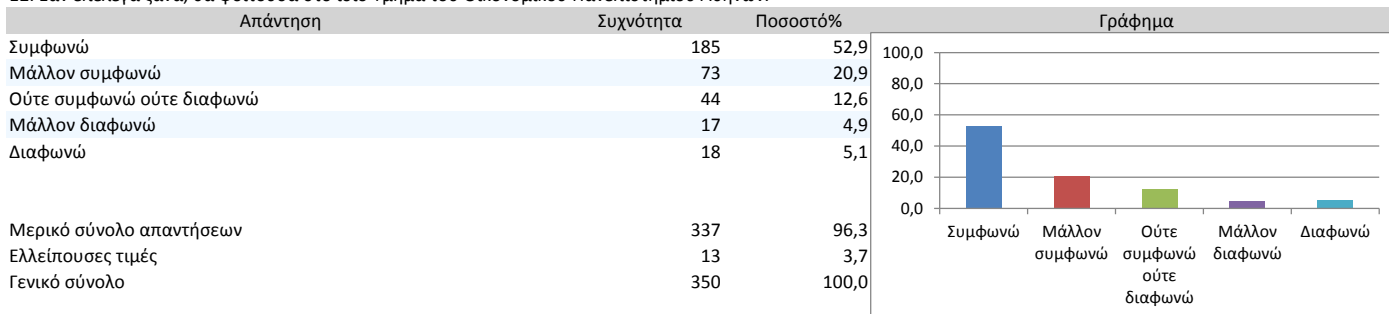 Απάντηση Συχνότητα Ποσοστό% Γράφημα
Συμφωνώ 185 52,9
Μάλλον συμφωνώ 73 20,9
Ούτε συμφωνώ ούτε διαφωνώ 44 12,6
Μάλλον διαφωνώ 17 4,9
Διαφωνώ 18 5,1
Μερικό σύνολο απαντήσεων 337 96,3
Ελλείπουσες τιμές 13 3,7
Γενικό σύνολο 350 100,0
100,0
80,0
60,0
40,0
20,0
0,0
Συμφωνώ Μάλλον Ούτε Μάλλον Διαφωνώ
συμφωνώ συμφωνώ διαφωνώ
ούτε
διαφωνώ